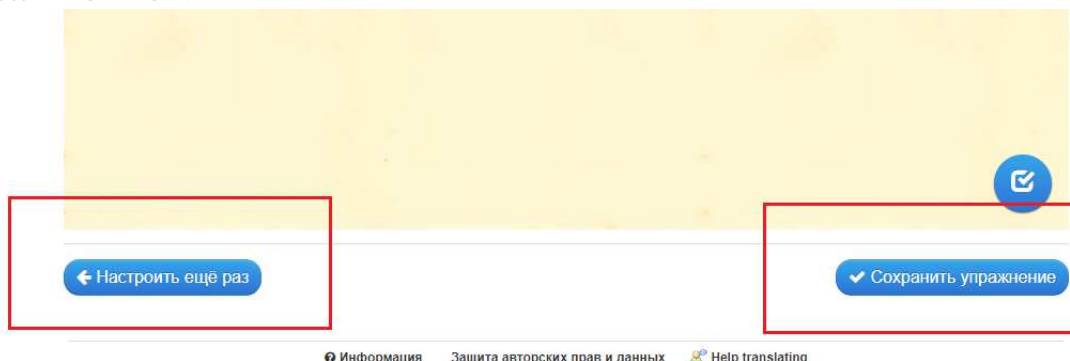 Настроить ещё раз
Сохранить упражнение
Информация Защита авторских прав и данных Help translating